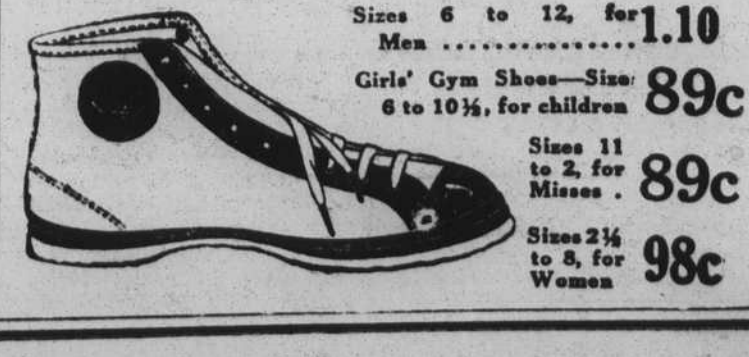 Sizes 6 to 12, for
Men ................ 1.10
Girls' Gym Shoes—Size
6 to 10½, for children 89c
Sizes 11
to 2, for
Misses . 89c
Sizes 2½
to 8, for
Women 98c